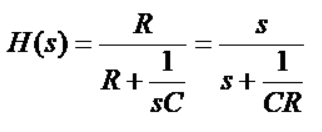 H(s) = R / (R + 1/(sC)) = s / (s + 1/(CR))